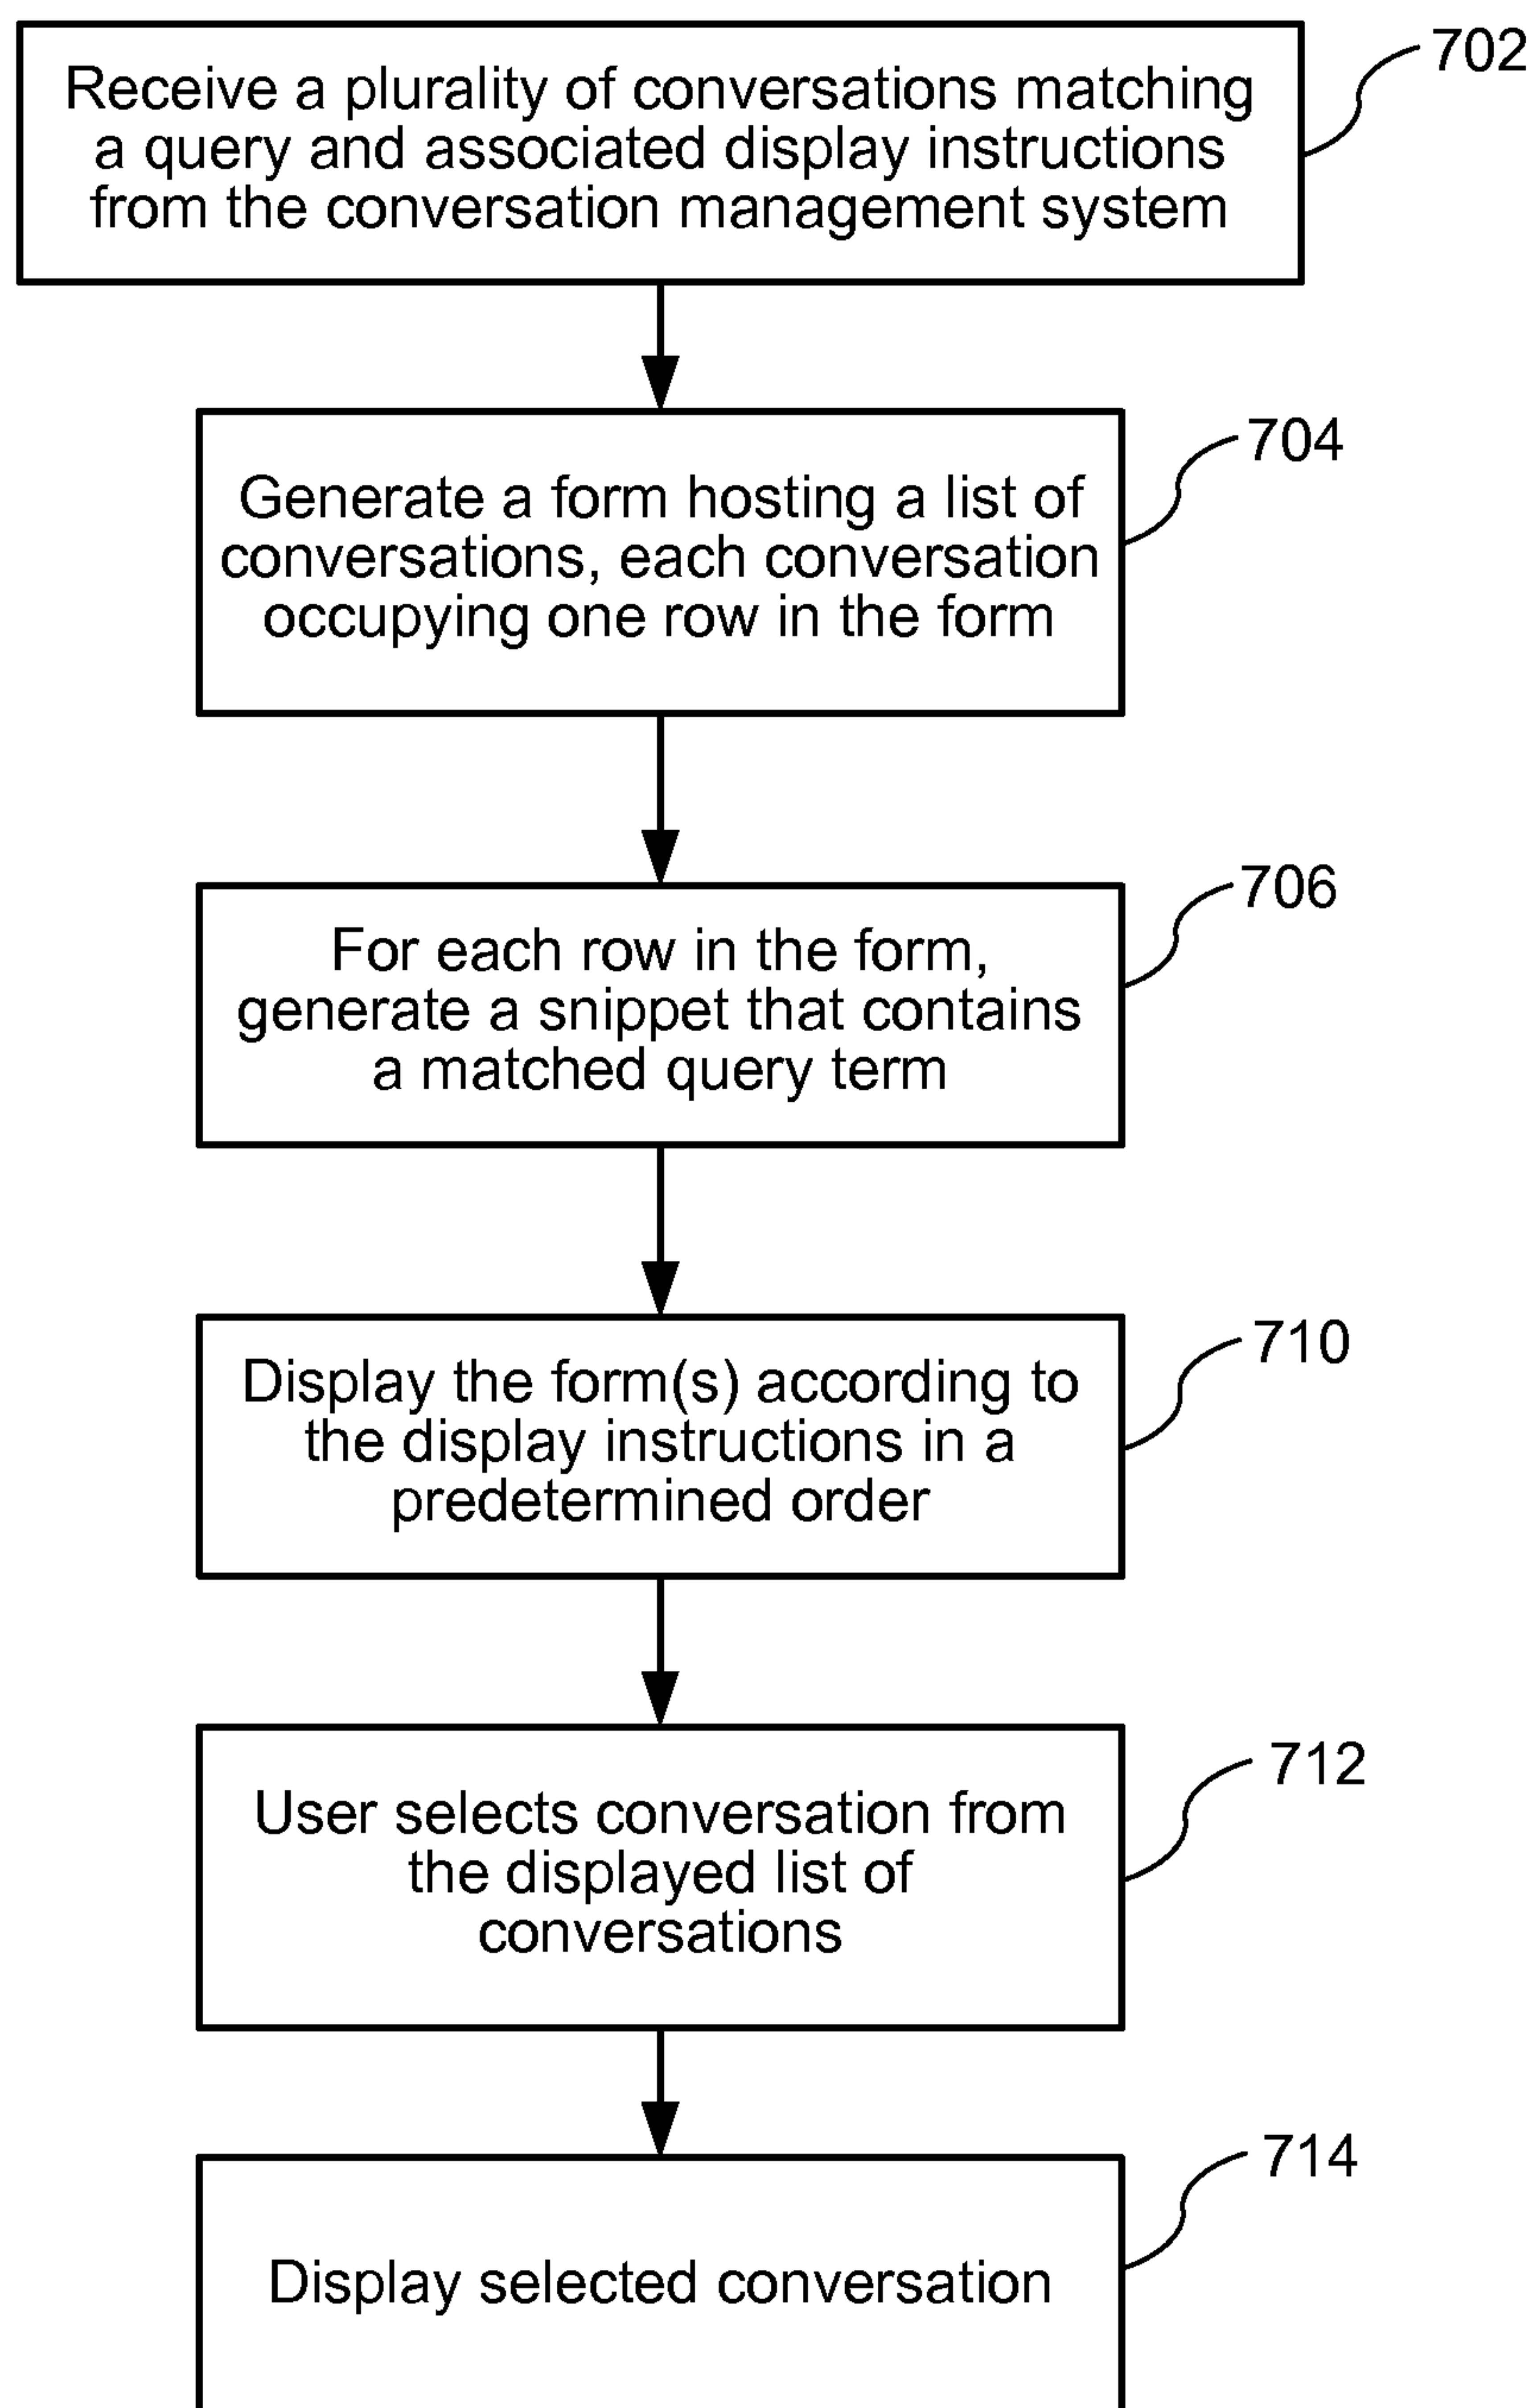 702
Receive a plurality of conversations matching
a query and associated display instructions
from the conversation management system
704
Generate a form hosting a list of
conversations, each conversation
occupying one row in the form
706
For each row in the form,
generate a snippet that contains
a matched query term
710
Display the form(s) according to
the display instructions in a
predetermined order
712
User selects conversation from
the displayed list of
conversations
714
Display selected conversation